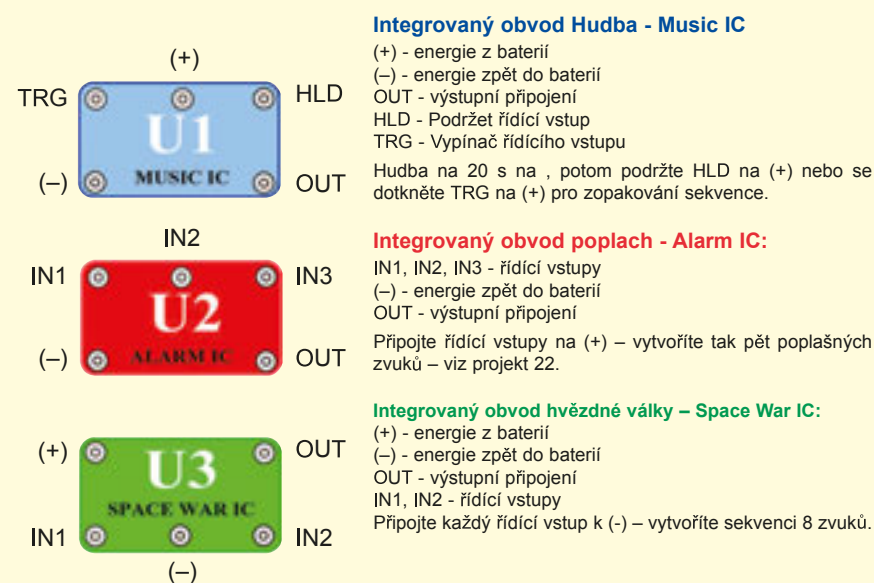 Integrovaný obvod Hudba - Music IC
(+) - energie z baterií
(–) - energie zpět do baterií
OUT - výstupní připojení
HLD - Podržet řídící vstup
TRG - Vypínač řídícího vstupu
Hudba na 20 s na , potom podržte HLD na (+) nebo se
dotkněte TRG na (+) pro zopakování sekvence.
(+)
TRG
HLD
U1
(–)
MUSIC IC
OUT
Integrovaný obvod poplach - Alarm IC:
IN1, IN2, IN3 - řídící vstupy
(–) - energie zpět do baterií
OUT - výstupní připojení
Připojte řídící vstupy na (+) – vytvoříte tak pět poplašných
zvuků – viz projekt 22.
IN2
IN1
IN3
U2
(–)
ALARM IC
OUT
Integrovaný obvod hvězdné války – Space War IC:
(+) - energie z baterií
(–) - energie zpět do baterií
OUT - výstupní připojení
IN1, IN2 - řídící vstupy
Připojte každý řídící vstup k (-) – vytvoříte sekvenci 8 zvuků.
(+)
OUT
U3
SPACE WAR IC
IN1
IN2
(–)